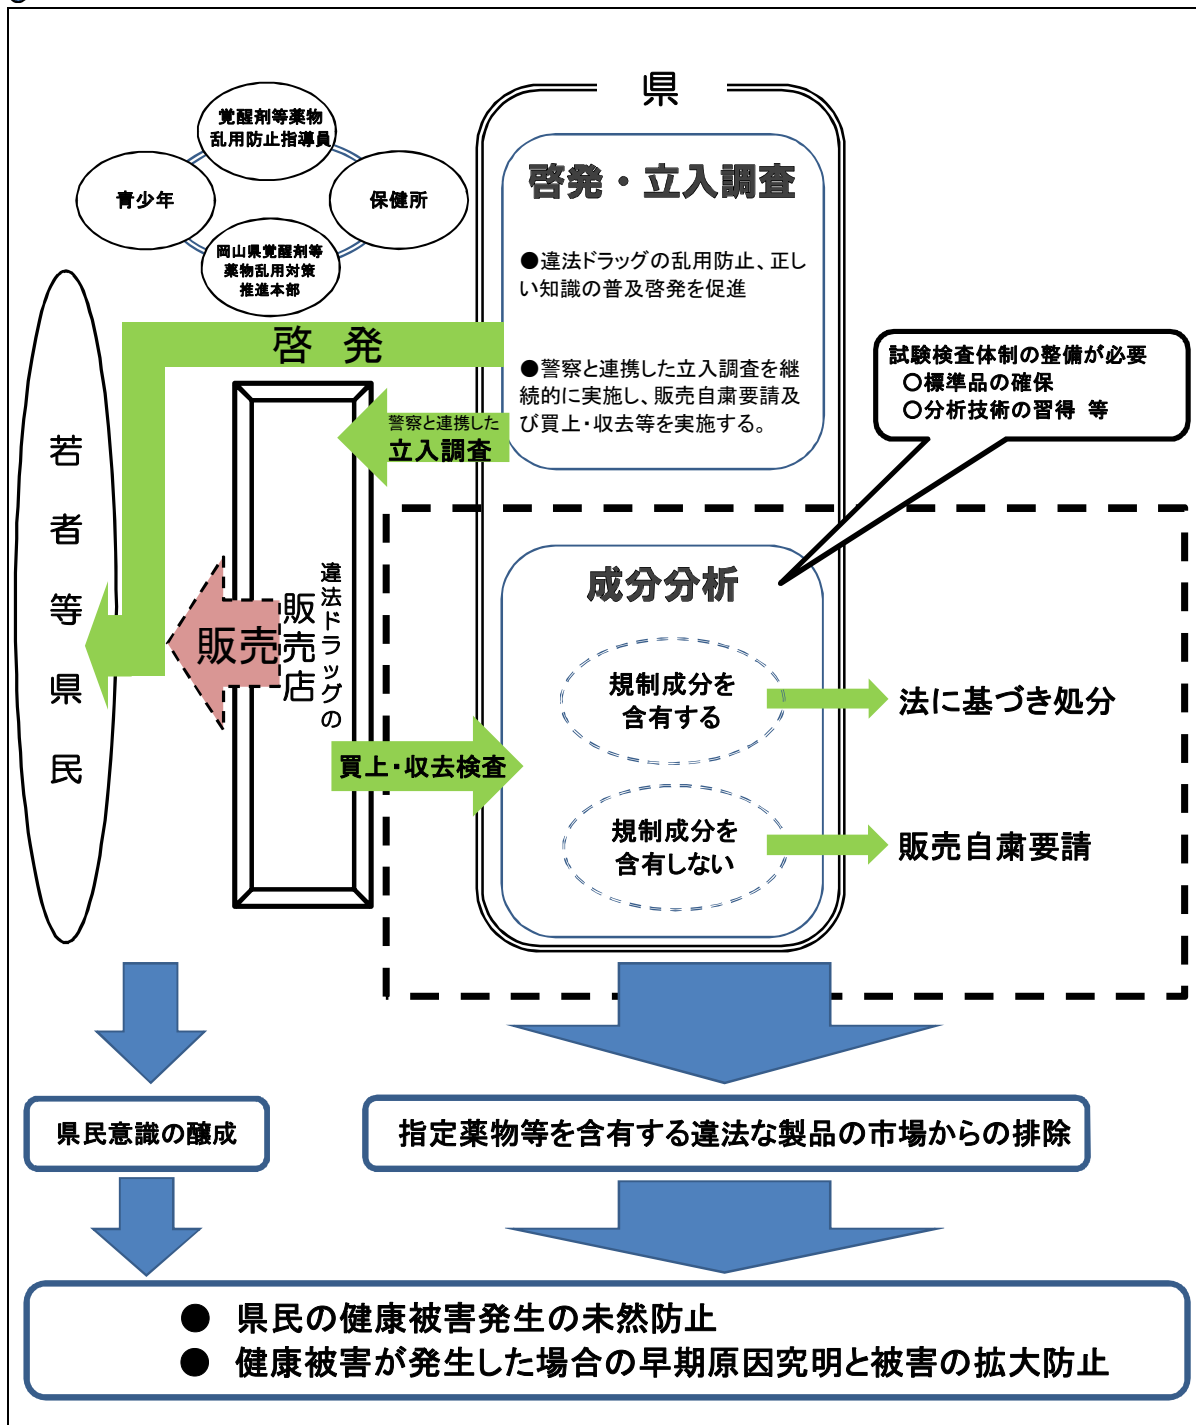 県
覚醒剤等薬物
乱用防止指導員
青少年
保健所
岡山県覚醒剤等
薬物乱用対策
推進本部
啓発・立入調査
●違法ドラッグの乱用防止、正し
い知識の普及啓発を促進
●警察と連携した立入調査を継
続的に実施し、販売自粛要請及
び買上・収去等を実施する。
啓 発
警察と連携した
立入調査
試験検査体制の整備が必要
○標準品の確保
○分析技術の習得 等
若者等県民
販売
違法ドラッグの
販売店
買上・収去検査
成分分析
規制成分を
含有する
法に基づき処分
規制成分を
含有しない
販売自粛要請
県民意識の醸成
指定薬物等を含有する違法な製品の市場からの排除
● 県民の健康被害発生の未然防止
● 健康被害が発生した場合の早期原因究明と被害の拡大防止